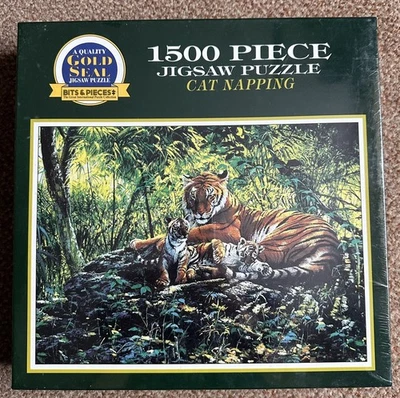 A QUALITY
GOLD
SEAL
JIGSAW PUZZLE
BITS & PIECES
1500 PIECE
JIGSAW PUZZLE
CAT NAPPING